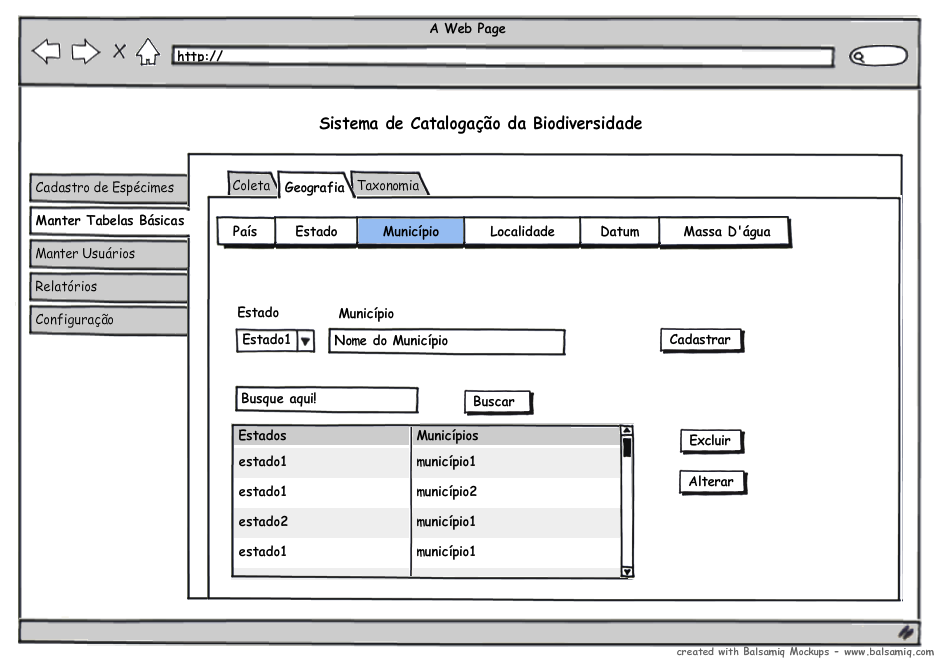 A Web Page
http://
Sistema de Catalogação da Biodiversidade
Cadastro de Espécimes
Manter Tabelas Básicas
Manter Usuários
Relatórios
Configuração
Coleta Geografia Taxonomia
País Estado Município Localidade Datum Massa D'água
Estado Município
Estado1 Nome do Município Cadastrar
Busque aqui! Buscar
Estados Municípios
estado1 município1
estado1 município2
estado2 município1
estado1 município1
Excluir
Alterar
created with Balsamiq Mockups - www.balsamiq.com